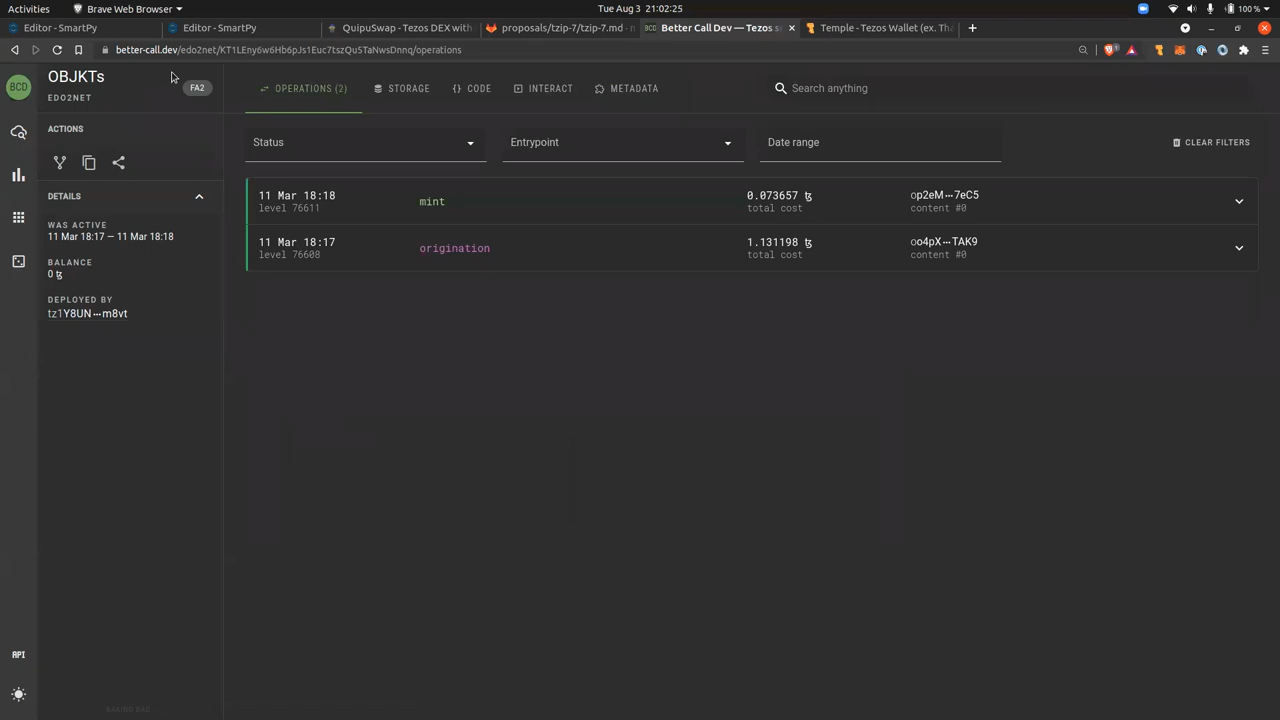 Activities
Brave Web Browser
Tue Aug 3 21:02:25
100 %
Editor - SmartPy
Editor - SmartPy
QuipuSwap - Tezos DEX with
proposals/tzip-7/tzip-7.md · n
Better Call Dev — Tezos s
Temple - Tezos Wallet (ex. Th
better-call.dev/edo2net/KT1LEny6w6Hb6pJs1Euc7tszQu5TaNwsDnnq/operations
BCD
OBJKTs
FA2
EDO2NET
OPERATIONS (2)
STORAGE
CODE
INTERACT
METADATA
Search anything
ACTIONS
Status
Entrypoint
Date range
CLEAR FILTERS
DETAILS
WAS ACTIVE
11 Mar 18:17 — 11 Mar 18:18
BALANCE
0 ꜩ
DEPLOYED BY
tz1Y8UN···m8vt
11 Mar 18:18
level 76611
mint
0.073657 ꜩ
total cost
op2eM···7eC5
content #0
11 Mar 18:17
level 76608
origination
1.131198 ꜩ
total cost
oo4pX···TAK9
content #0
API
BAKING BAD